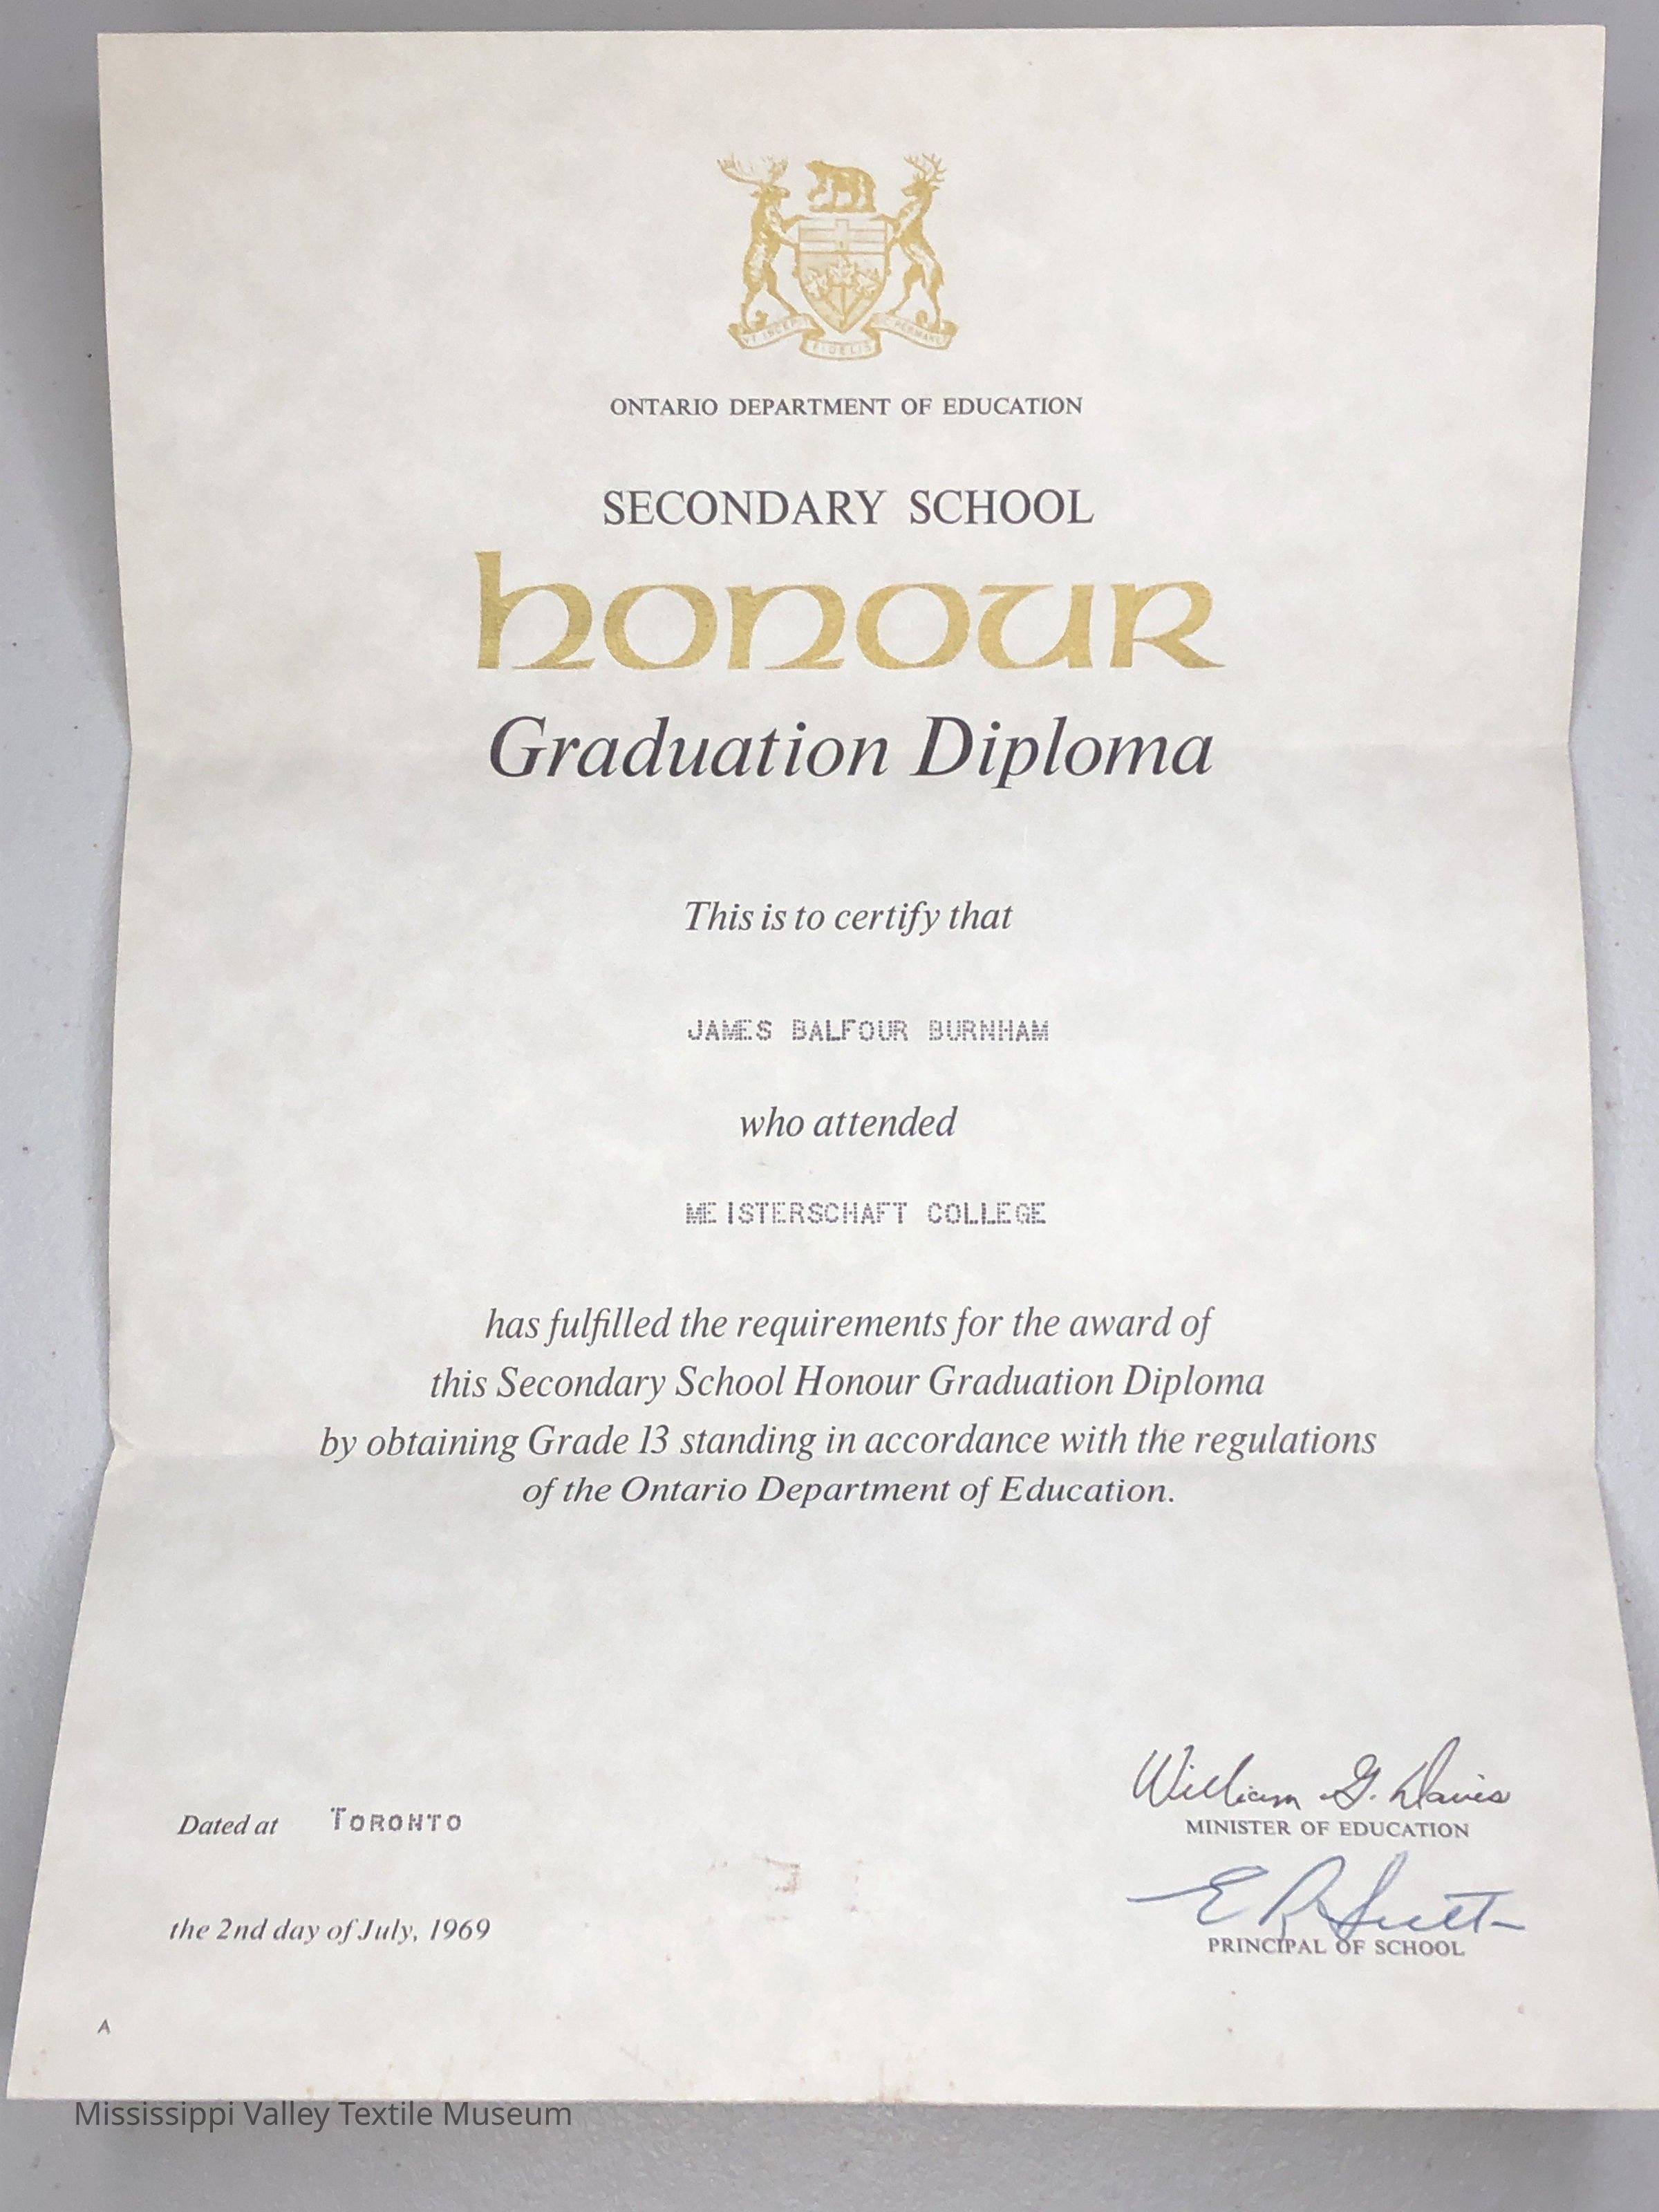 ONTARIO DEPARTMENT OF EDUCATION
SECONDARY SCHOOL
HONOUR
Graduation Diploma
This is to certify that
JAMES BALFOUR BURNHAM
who attended
MEISTERSCHAFT COLLEGE
has fulfilled the requirements for the award of
this Secondary School Honour Graduation Diploma
by obtaining Grade 13 standing in accordance with the regulations
of the Ontario Department of Education.
William G. Davis
MINISTER OF EDUCATION
Dated at TORONTO
E R
PRINCIPAL OF SCHOOL
the 2nd day of July, 1969
A
Mississippi Valley Textile Museum